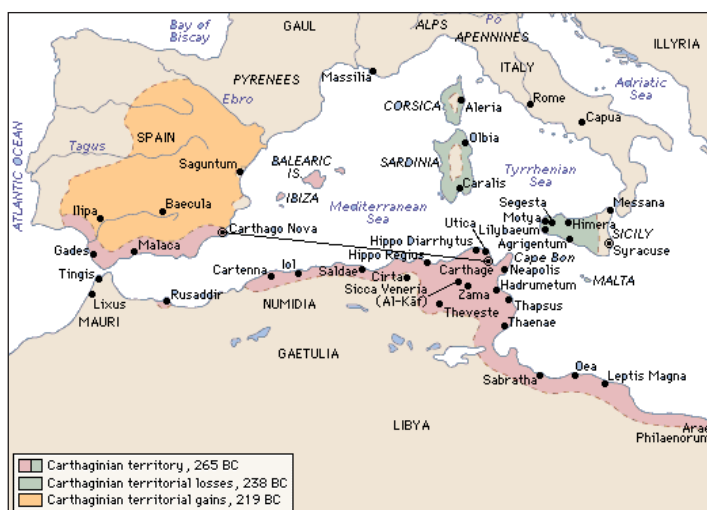 Bay of
Biscay
GAUL
ALPS
Po
APENNINES
ILLYRIA
PYRENEES
Massilia
ITALY
Adriatic
Sea
Ebro
CORSICA
Aleria
Rome
Capua
ATLANTIC OCEAN
Tagus
SPAIN
Saguntum
BALEARIC
IS.
IBIZA
SARDINIA
Olbia
Caralis
Tyrrhenian
Sea
Mediterranean
Sea
Ilipa
Baecula
Carthago Nova
Gades
Malaca
Segesta
Motya
Lilybaeum
Agrigentum
Himera
Messana
SICILY
Syracuse
Utica
Hippo Diarrhytus
Hippo Regius
Cape Bon
MALTA
Tingis
Lixus
MAURI
Rusaddir
Cartenna
Iol
Saldae
Cirta
Carthage
Neapolis
Sicca Veneria
(Al-Kāf)
Zama
Hadrumetum
Theveste
Thapsus
Thaenae
NUMIDIA
GAETULIA
Sabratha
Oea
Leptis Magna
LIBYA
Arae
Philaenorum
Carthaginian territory, 265 BC
Carthaginian territorial losses, 238 BC
Carthaginian territorial gains, 219 BC